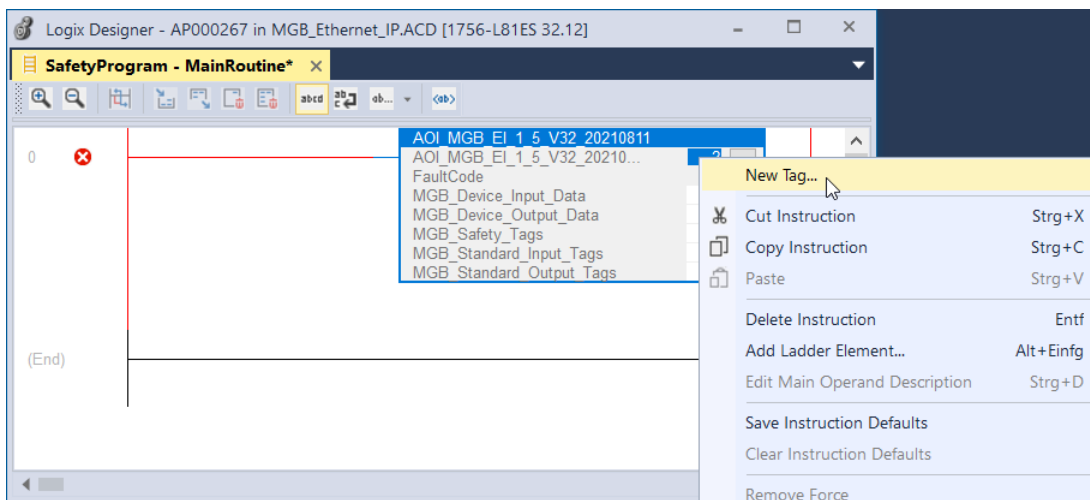 Logix Designer - AP000267 in MGB_Ethernet_IP.ACD [1756-L81ES 32.12]
SafetyProgram - MainRoutine*
abcd
ab...
<ab>
0
AOI_MGB_EI_1_5_V32_20210811
AOI_MGB_EI_1_5_V32_20210...
?
FaultCode
MGB_Device_Input_Data
MGB_Device_Output_Data
MGB_Safety_Tags
MGB_Standard_Input_Tags
MGB_Standard_Output_Tags
(End)
New Tag...
Cut Instruction Strg+X
Copy Instruction Strg+C
Paste Strg+V
Delete Instruction Entf
Add Ladder Element... Alt+Einfg
Edit Main Operand Description Strg+D
Save Instruction Defaults
Clear Instruction Defaults
Remove Force